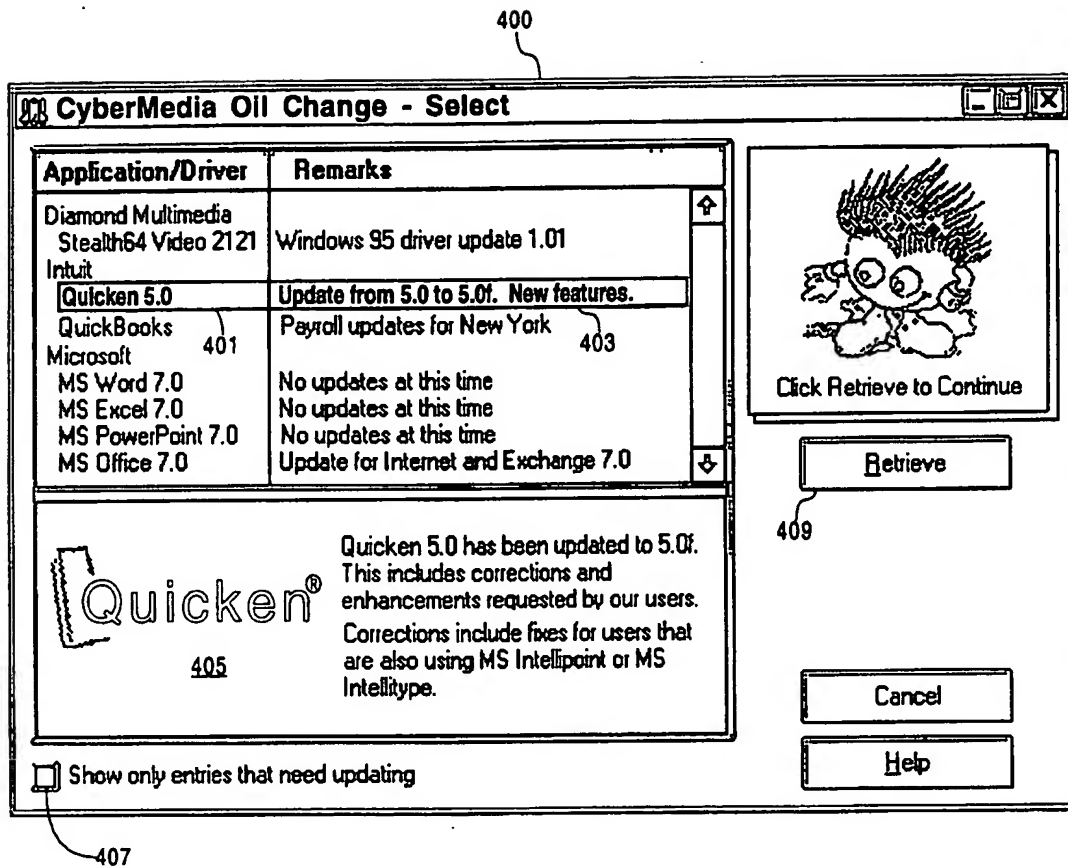 400
CyberMedia Oil Change - Select
Application/Driver Remarks
Diamond Multimedia
Stealth64 Video 2121 Windows 95 driver update 1.01
Intuit
Quicken 5.0 Update from 5.0 to 5.0f. New features.
QuickBooks Payroll updates for New York
401 403
Microsoft
MS Word 7.0 No updates at this time
MS Excel 7.0 No updates at this time
MS PowerPoint 7.0 No updates at this time
MS Office 7.0 Update for Internet and Exchange 7.0
Click Retrieve to Continue
Retrieve
409
Quicken®
405
Quicken 5.0 has been updated to 5.0f.
This includes corrections and
enhancements requested by our users.
Corrections include fixes for users that
are also using MS Intellipoint or MS
Intellitype.
Cancel
Help
Show only entries that need updating
407